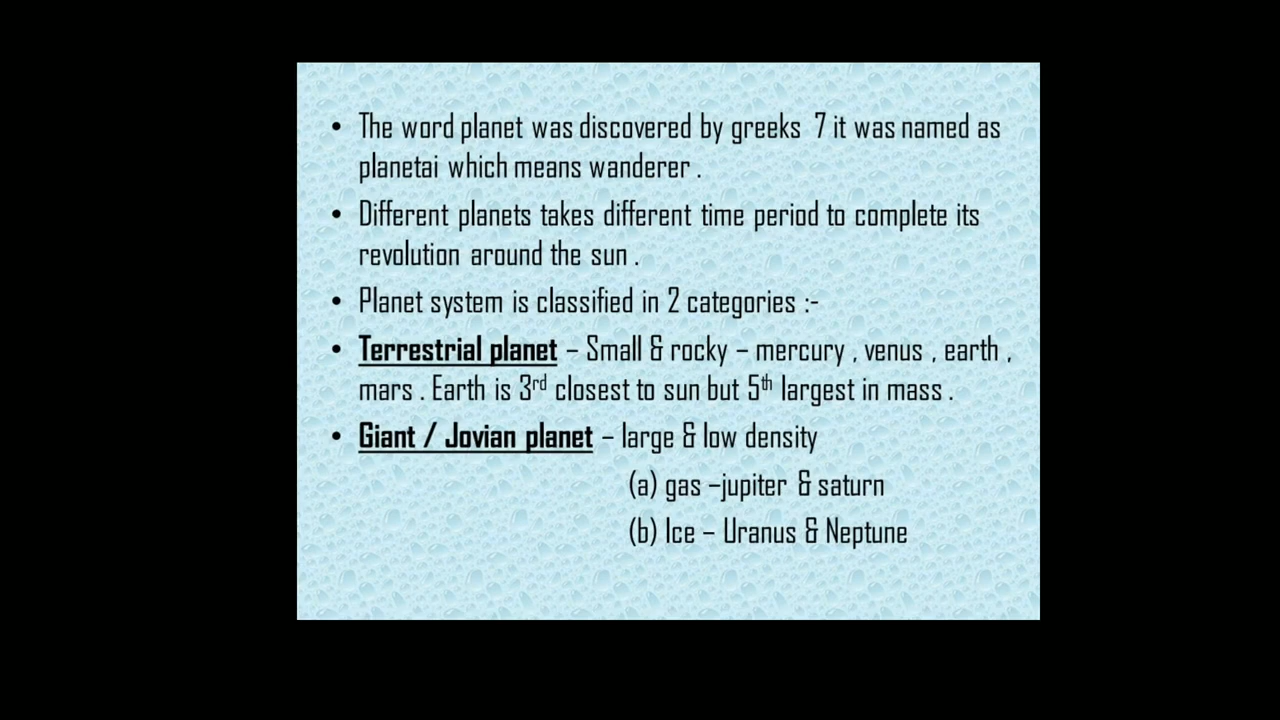 • The word planet was discovered by greeks 7 it was named as
planetai which means wanderer .
• Different planets takes different time period to complete its
revolution around the sun .
• Planet system is classified in 2 categories :-
• Terrestrial planet – Small & rocky – mercury , venus , earth ,
mars . Earth is 3rd closest to sun but 5th largest in mass .
• Giant / Jovian planet – large & low density
(a) gas –jupiter & saturn
(b) Ice – Uranus & Neptune